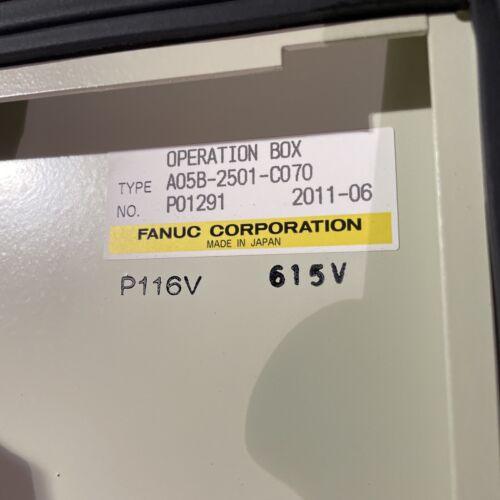 OPERATION BOX
TYPE A05B-2501-C070
NO. P01291 2011-06
FANUC CORPORATION
MADE IN JAPAN
P116V 615V